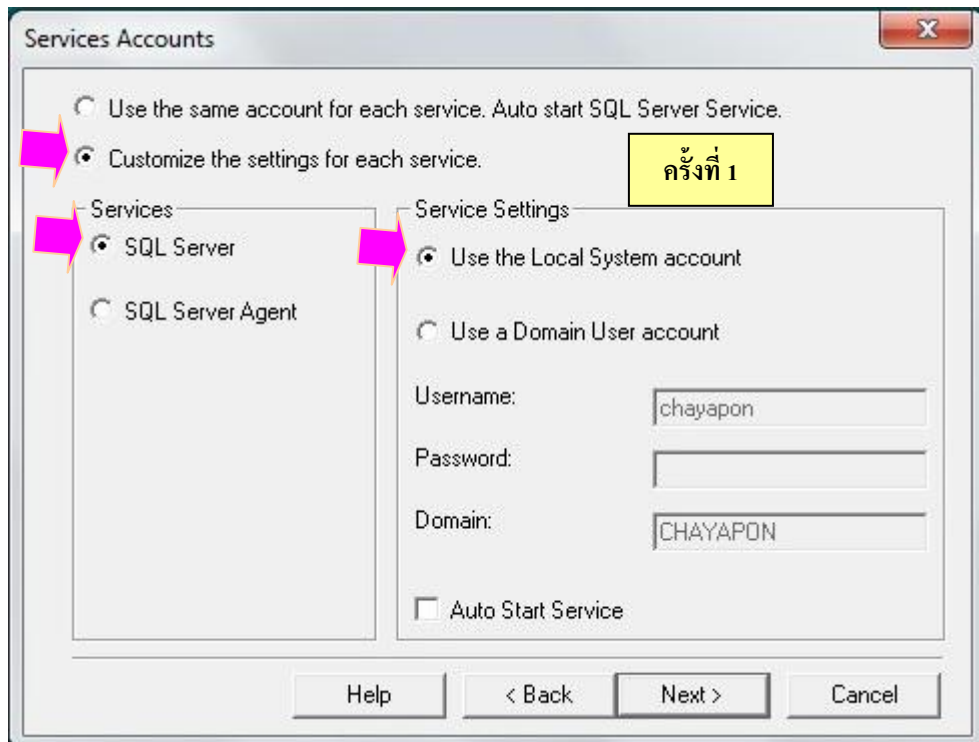 Services Accounts
Use the same account for each service. Auto start SQL Server Service.
Customize the settings for each service.
ครั้งที่ 1
Services
SQL Server
SQL Server Agent
Service Settings
Use the Local System account
Use a Domain User account
Username:
chayapon
Password:
Domain:
CHAYAPON
Auto Start Service
Help
< Back
Next >
Cancel